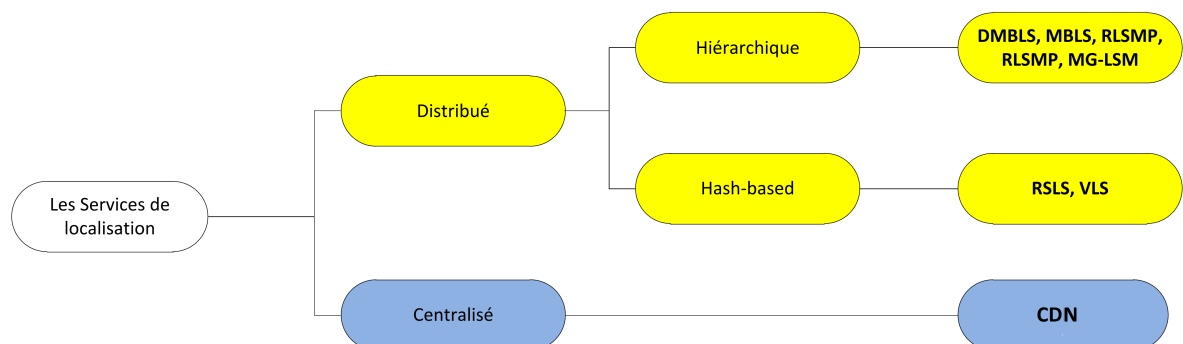 Les Services de
localisation
Distribué
Hiérarchique
DMBLS, MBLS, RLSMP,
RLSMP, MG-LSM
Hash-based
RSLS, VLS
Centralisé
CDN